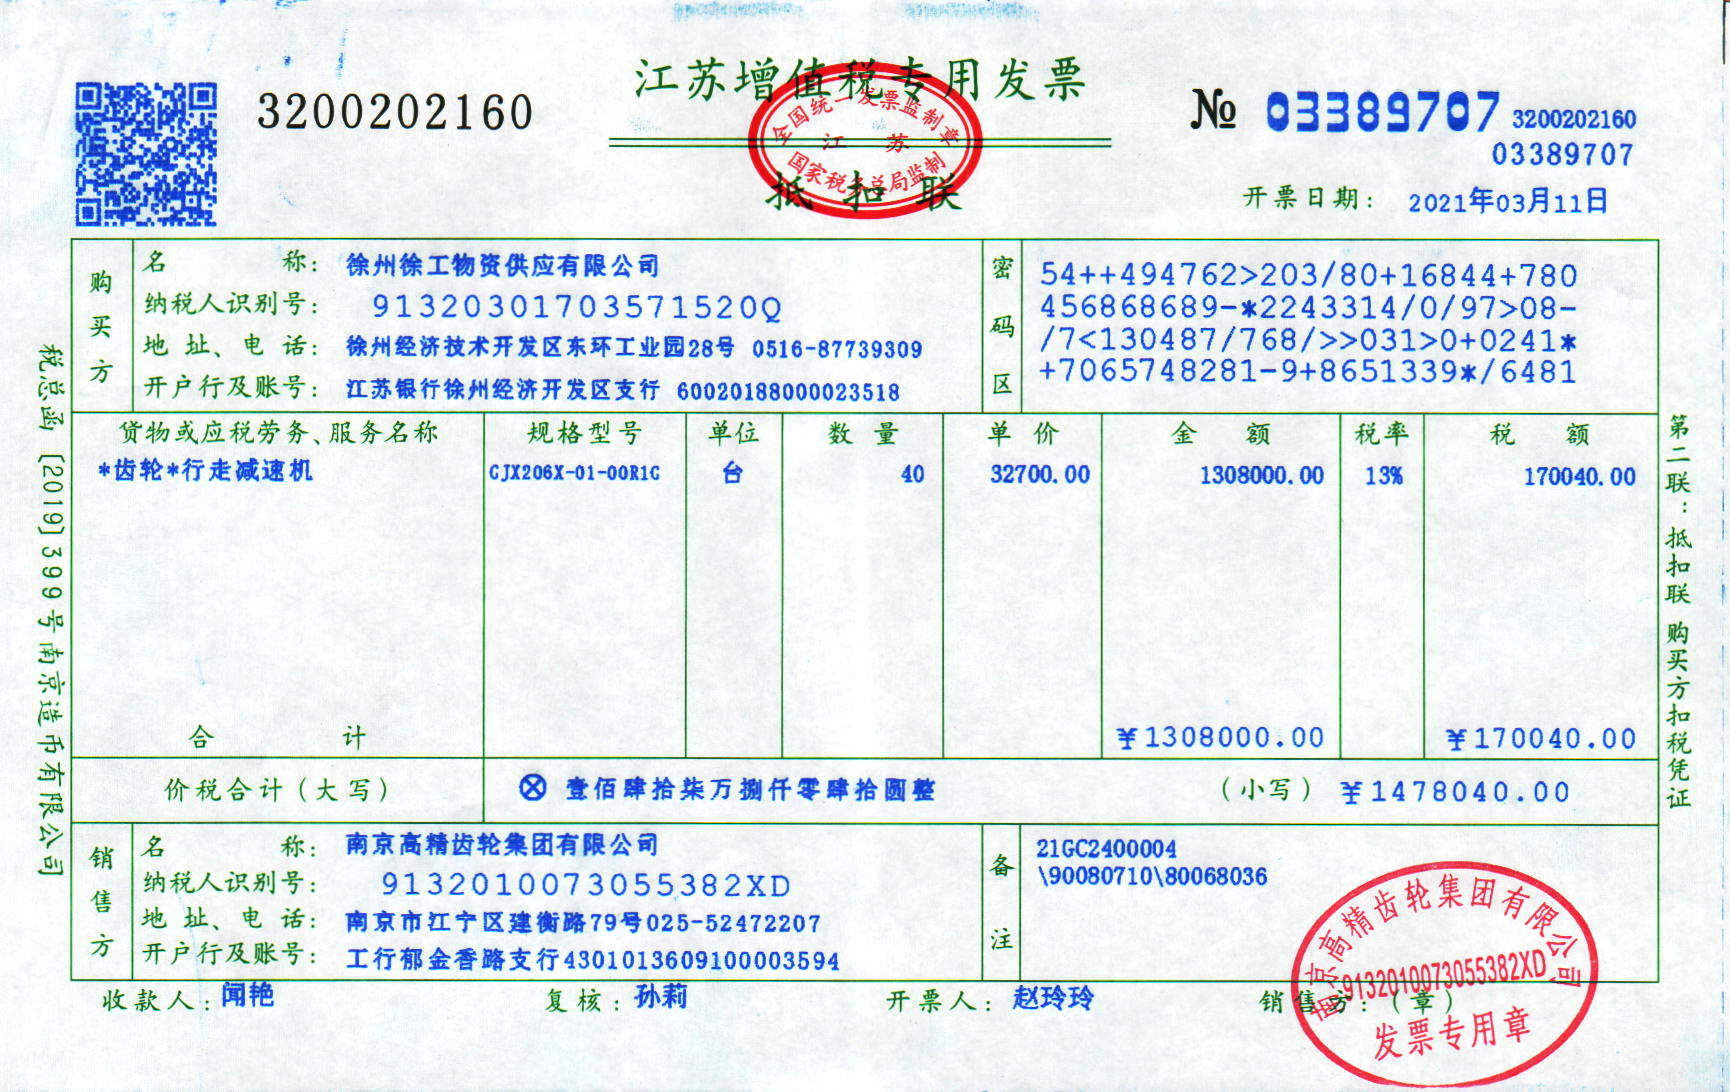 江苏增值税专用发票
3200202160
№ 03389707
3200202160
03389707
全国统一发票监制章
江 苏
国家税务总局监制
抵扣联
开票日期: 2021年03月11日
购买方
名 称: 徐州徐工物资供应有限公司
纳税人识别号: 91320301703571520Q
地址、电话: 徐州经济技术开发区东环工业园28号 0516-87739309
开户行及账号: 江苏银行徐州经济开发区支行 60020188000023518
密码区
54++494762>203/80+16844+780
456868689-*2243314/0/97>08-
/7<130487/768/>>031>0+0241*
+7065748281-9+8651339*/6481
货物或应税劳务、服务名称 规格型号 单位 数量 单价 金额 税率 税额
*齿轮*行走减速机 GJX206X-01-00R1G 台 40 32700.00 1308000.00 13% 170040.00
合计 ¥1308000.00 ¥170040.00
价税合计(大写) ⊗壹佰肆拾柒万捌仟零肆拾圆整 (小写) ¥1478040.00
销售方
名 称: 南京高精齿轮集团有限公司
纳税人识别号: 9132010073055382XD
地址、电话: 南京市江宁区建衡路79号025-52472207
开户行及账号: 工行郁金香路支行4301013609100003594
备注
21GC2400004
\90080710\80068036
收款人: 闻艳 复核: 孙莉 开票人: 赵玲玲 销售方:(章)
南京高精齿轮集团有限公司
9132010073055382XD
发票专用章
税总函[2019]399号南京造币有限公司
第二联:抵扣联 购买方扣税凭证